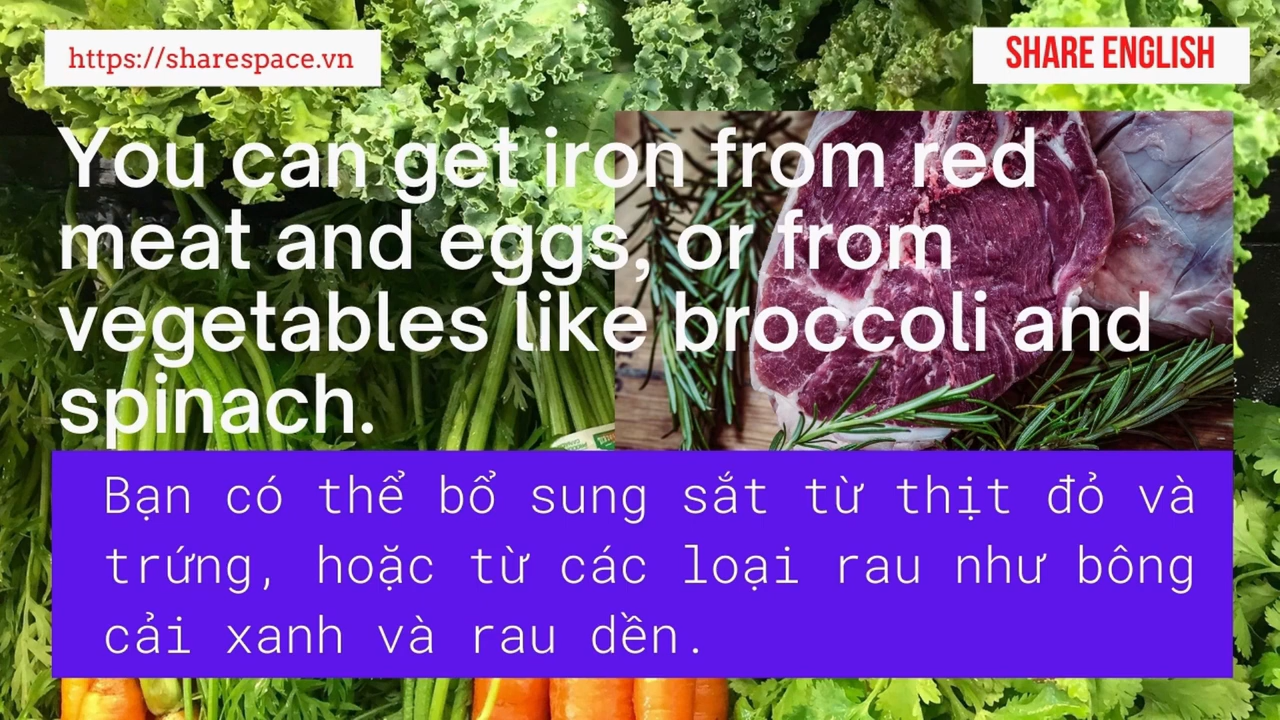 https://sharespace.vn
SHARE ENGLISH
You can get iron from red
meat and eggs, or from
vegetables like broccoli and
spinach.
Bạn có thể bổ sung sắt từ thịt đỏ và
trứng, hoặc từ các loại rau như bông
cải xanh và rau dền.